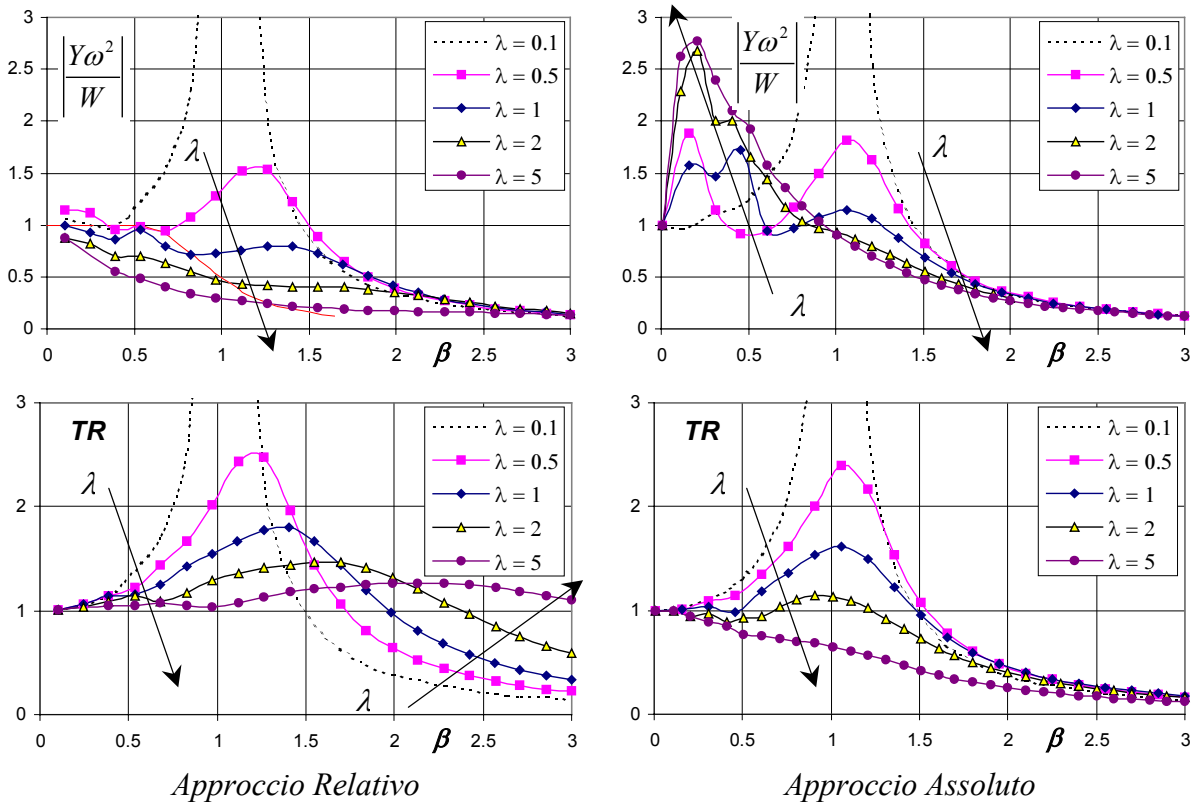 |Yω²/W|
3
2.5
2
1.5
1
0.5
0
λ
λ = 0.1
λ = 0.5
λ = 1
λ = 2
λ = 5
0 0.5 1 1.5 2 β 2.5 3
|Yω²/W|
3
2.5
2
1.5
1
0.5
0
λ
λ
λ = 0.1
λ = 0.5
λ = 1
λ = 2
λ = 5
0 0.5 1 1.5 2 β 2.5 3
TR
3
2
1
0
λ
λ
λ = 0.1
λ = 0.5
λ = 1
λ = 2
λ = 5
0 0.5 1 1.5 2 β 2.5 3
Approccio Relativo
TR
3
2
1
0
λ
λ = 0.1
λ = 0.5
λ = 1
λ = 2
λ = 5
0 0.5 1 1.5 2 β 2.5 3
Approccio Assoluto